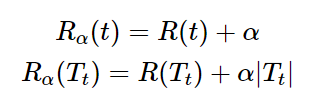 R_α(t) = R(t) + α
R_α(T_t) = R(T_t) + α|T_t|